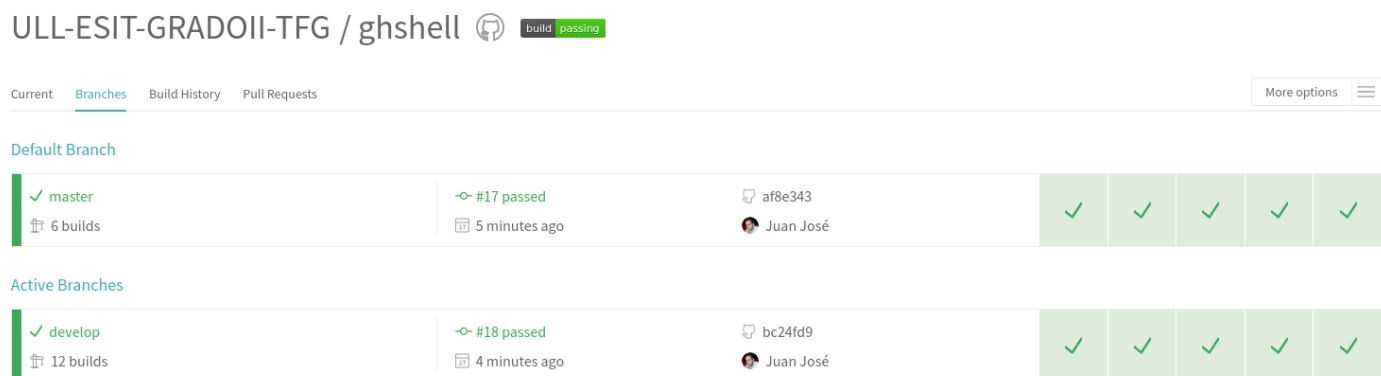 ULL-ESIT-GRADOII-TFG / ghshell build passing
Current Branches Build History Pull Requests More options
Default Branch
master #17 passed af8e343
6 builds 5 minutes ago Juan José
Active Branches
develop #18 passed bc24fd9
12 builds 4 minutes ago Juan José